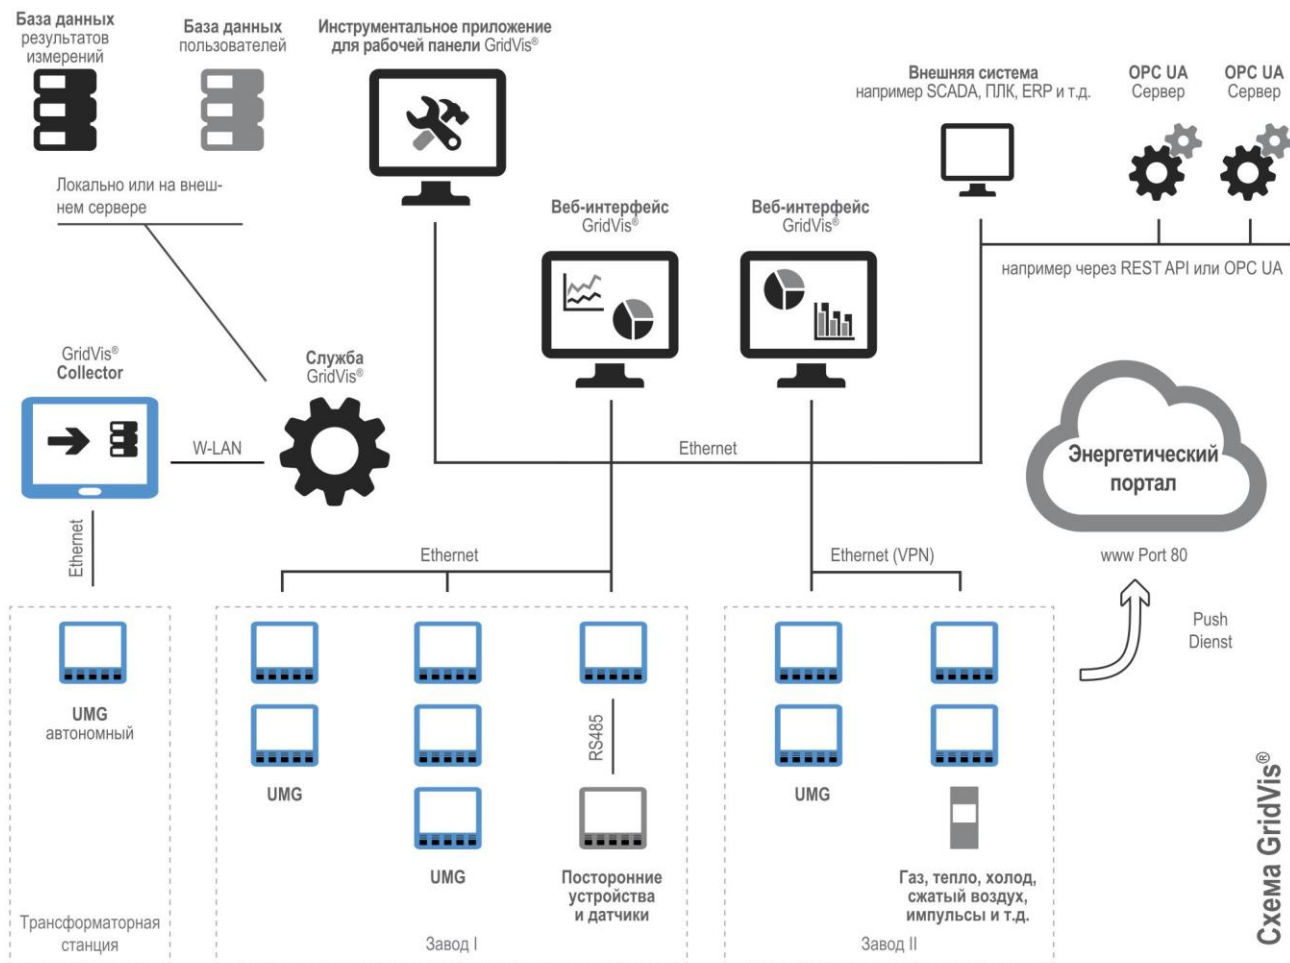 База данных
результатов
измерений
База данных
пользователей
Инструментальное приложение
для рабочей панели GridVis®
Внешняя система
например SCADA, ПЛК, ERP и т.д.
OPC UA
Сервер
OPC UA
Сервер
Локально или на внеш-
нем сервере
Веб-интерфейс
GridVis®
Веб-интерфейс
GridVis®
например через REST API или OPC UA
GridVis®
Collector
Служба
GridVis®
W-LAN
Ethernet
Энергетический
портал
www Port 80
Ethernet
Ethernet
Ethernet (VPN)
Push
Dienst
UMG
автономный
RS485
UMG
UMG
UMG
Посторонние
устройства
и датчики
Газ, тепло, холод,
сжатый воздух,
импульсы и т.д.
Трансформаторная
станция
Завод I
Завод II
Схема GridVis®